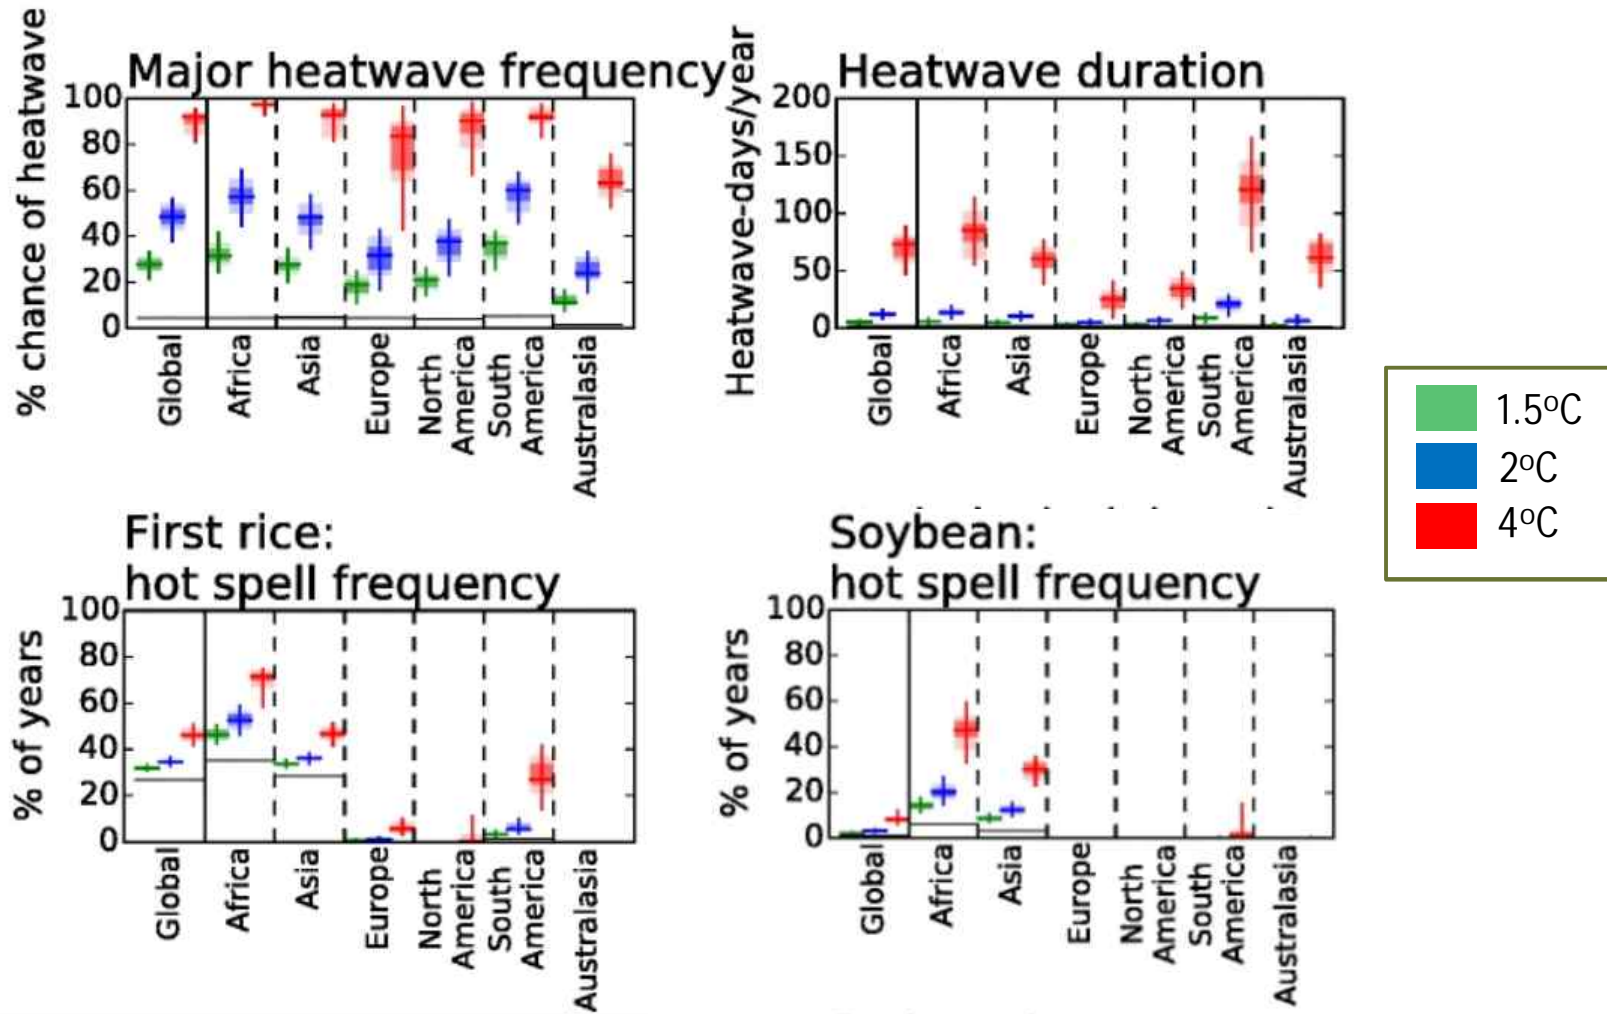 Major heatwave frequency
% chance of heatwave
100
80
60
40
20
0
Global
Africa
Asia
Europe
North
America
South
America
Australasia
Heatwave duration
Heatwave-days/year
200
150
100
50
0
Global
Africa
Asia
Europe
North
America
South
America
Australasia
1.5ºC
2ºC
4ºC
First rice:
hot spell frequency
% of years
100
80
60
40
20
0
Global
Africa
Asia
Europe
North
America
South
America
Australasia
Soybean:
hot spell frequency
% of years
100
80
60
40
20
0
Global
Africa
Asia
Europe
North
America
South
America
Australasia